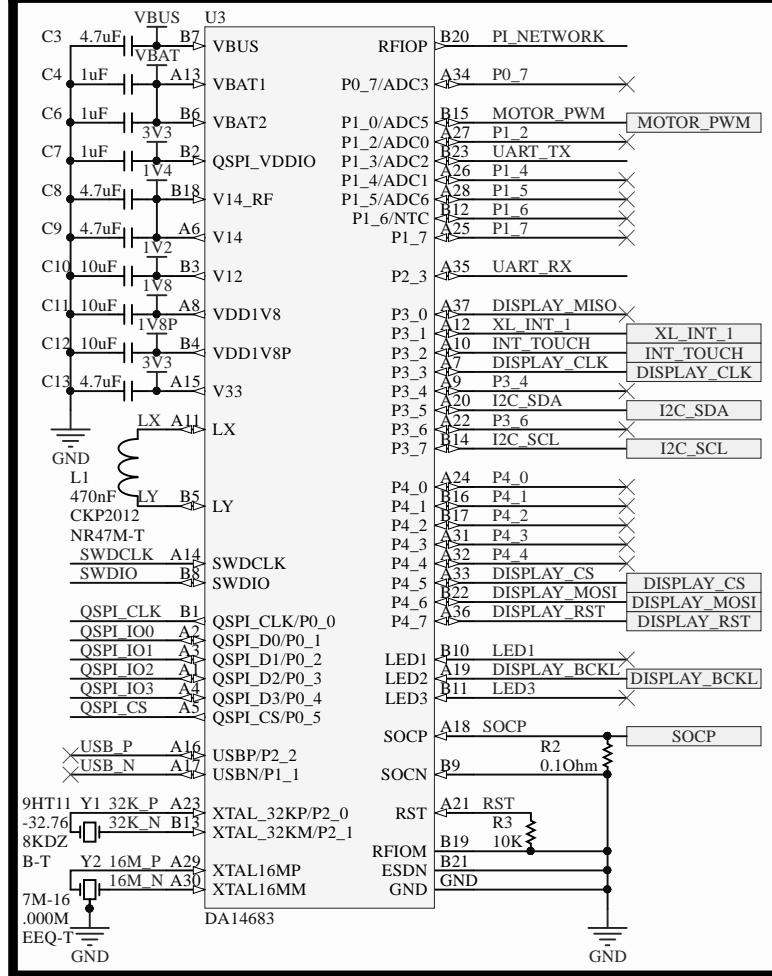 VBUS
U3
C3 4.7uF B7 VBUS
RFIOP B20 PI_NETWORK
VBAT
C4 1uF A13 VBAT1
P0_7/ADC3 A34 P0_7
C6 1uF B6 VBAT2
P1_0/ADC5 B15 MOTOR_PWM MOTOR_PWM
P1_2/ADC0 A27 P1_2
3V3
C7 1uF B2 QSPI_VDDIO
P1_3/ADC2 B23 UART_TX
P1_4/ADC1 A26 P1_4
1V4
C8 4.7uF B18 V14_RF
P1_5/ADC6 A28 P1_5
P1_6/NTC B12 P1_6
C9 4.7uF A6 V14
P1_7 A25 P1_7
1V2
C10 10uF B3 V12
P2_3 A35 UART_RX
1V8
C11 10uF A8 VDD1V8
P3_0 A37 DISPLAY_MISO
P3_1 A12 XL_INT_1 XL_INT_1
1V8P
C12 10uF B4 VDD1V8P
P3_2 A10 INT_TOUCH INT_TOUCH
P3_3 A7 DISPLAY_CLK DISPLAY_CLK
3V3
C13 4.7uF A15 V33
P3_4 A9 P3_4
P3_5 A20 I2C_SDA I2C_SDA
LX A11 LX
P3_6 A22 P3_6
P3_7 B14 I2C_SCL I2C_SCL
GND
L1
470nF
CKP2012
NR47M-T
LY B5 LY
P4_0 A24 P4_0
P4_1 B16 P4_1
P4_2 B17 P4_2
P4_3 A31 P4_3
P4_4 A32 P4_4
SWDCLK A14 SWDCLK
SWDIO B8 SWDIO
P4_5 A33 DISPLAY_CS DISPLAY_CS
P4_6 B22 DISPLAY_MOSI DISPLAY_MOSI
P4_7 A36 DISPLAY_RST DISPLAY_RST
QSPI_CLK B1 QSPI_CLK/P0_0
QSPI_IO0 A2 QSPI_D0/P0_1
QSPI_IO1 A3 QSPI_D1/P0_2
QSPI_IO2 A1 QSPI_D2/P0_3
QSPI_IO3 A4 QSPI_D3/P0_4
QSPI_CS A5 QSPI_CS/P0_5
LED1 B10 LED1
LED2 A19 DISPLAY_BCKL DISPLAY_BCKL
LED3 B11 LED3
SOCP A18 SOCP SOCP
R2
0.1Ohm
USB_P A16 USBP/P2_2
USB_N A17 USBN/P1_1
SOCN B9
9HT11
-32.76
8KDZ
B-T
Y1 32K_P A23 XTAL_32KP/P2_0
32K_N B13 XTAL_32KM/P2_1
RST A21 RST
R3
10K
RFIOM B19
Y2 16M_P A29 XTAL16MP
16M_N A30 XTAL16MM
ESDN B21
GND GND
7M-16
.000M
EEQ-T
GND
DA14683
GND